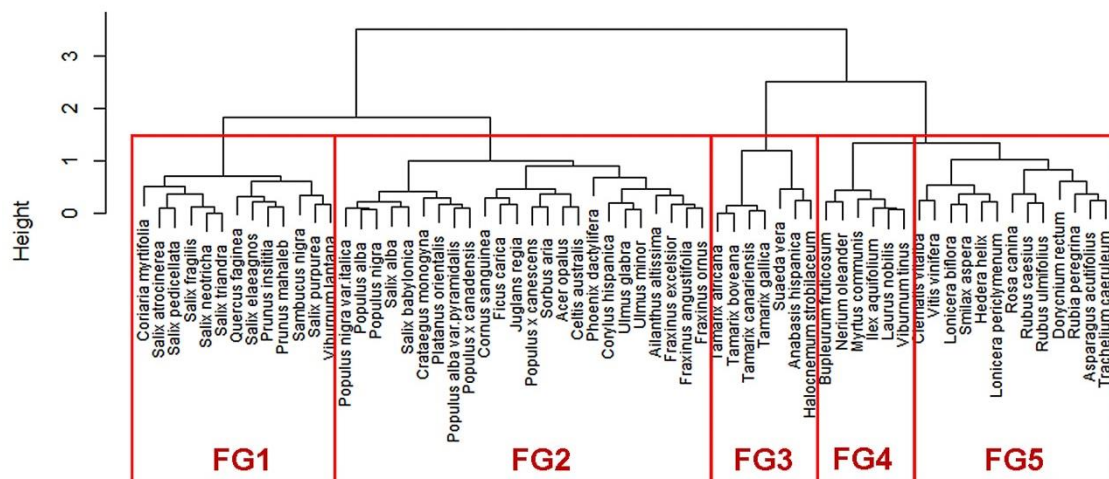 Height
3
2
1
0
Coriaria myrtifolia
Salix atrocinerea
Salix pedicellata
Salix fragilis
Salix neotricha
Salix triandra
Quercus faginea
Salix elaeagnos
Prunus insititia
Prunus mahaleb
Sambucus nigra
Salix purpurea
Viburnum lantana
Populus nigra var.italica
Populus alba
Populus nigra
Salix alba
Salix babylonica
Crataegus monogyna
Platanus orientalis
Populus alba var.pyramidalis
Populus x canadensis
Cornus sanguinea
Ficus carica
Juglans regia
Populus x canescens
Sorbus aria
Acer opalus
Celtis australis
Phoenix dactylifera
Corylus hispanica
Ulmus glabra
Ulmus minor
Ailanthus altissima
Fraxinus excelsior
Fraxinus angustifolia
Fraxinus ornus
Tamarix africana
Tamarix boveana
Tamarix canariensis
Tamarix gallica
Suaeda vera
Anabasis hispanica
Halocnemum strobilaceum
Bupleurum fruticosum
Nerium oleander
Myrtus communis
Ilex aquifolium
Laurus nobilis
Viburnum tinus
Clematis vitalba
Vitis vinifera
Lonicera biflora
Smilax aspera
Hedera helix
Lonicera periclymenum
Rosa canina
Rubus caesius
Rubus ulmifolius
Dorycnium rectum
Rubia peregrina
Asparagus acutifolius
Trachelium caeruleum
FG1
FG2
FG3
FG4
FG5